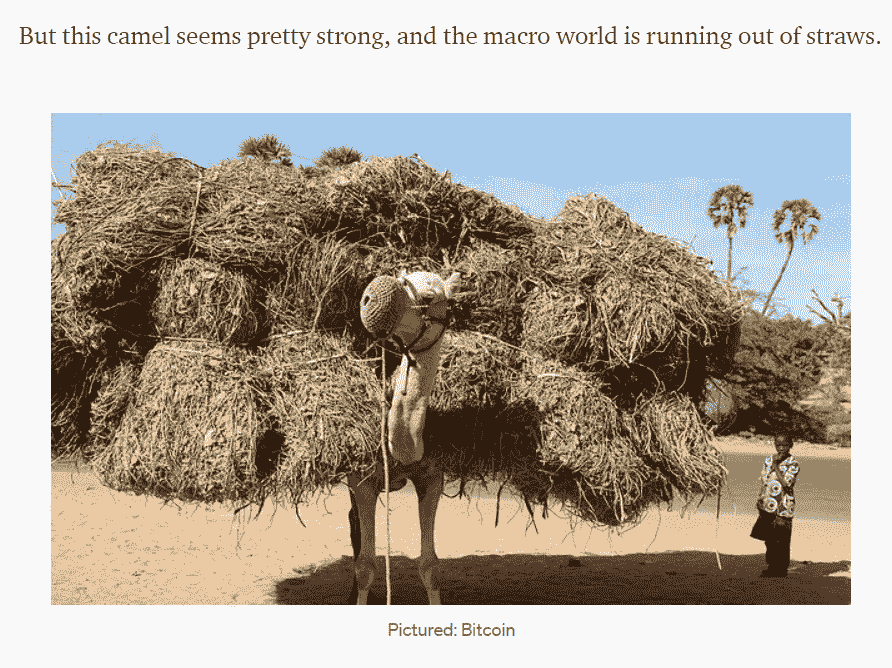 But this camel seems pretty strong, and the macro world is running out of straws.
Pictured: Bitcoin